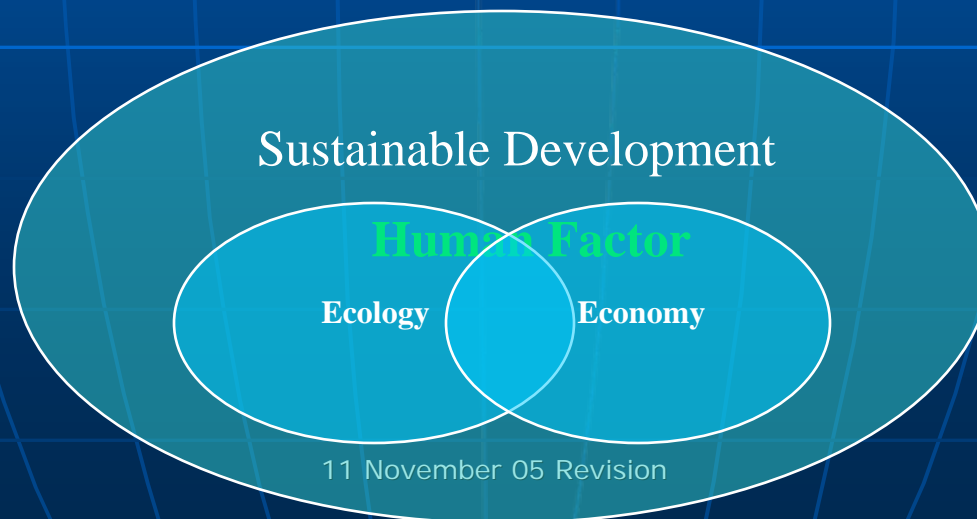 Sustainable Development
Human Factor
Ecology Economy
11 November 05 Revision